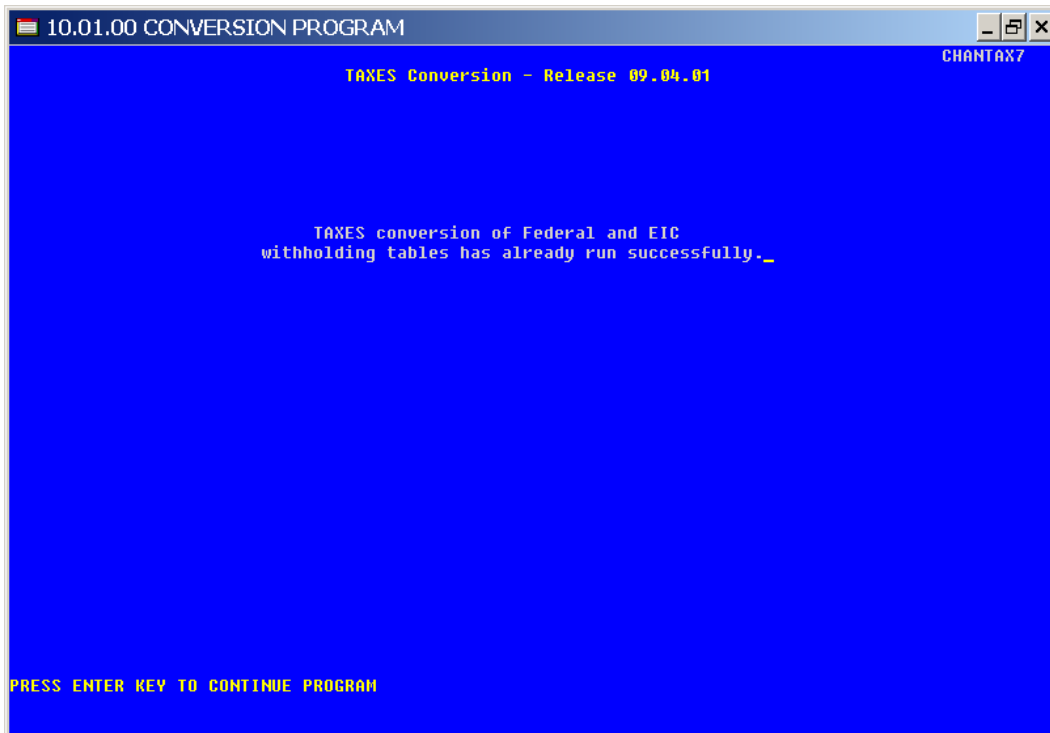 10.01.00 CONVERSION PROGRAM
CHANTAX7
TAXES Conversion - Release 09.04.01
TAXES conversion of Federal and EIC
withholding tables has already run successfully._
PRESS ENTER KEY TO CONTINUE PROGRAM